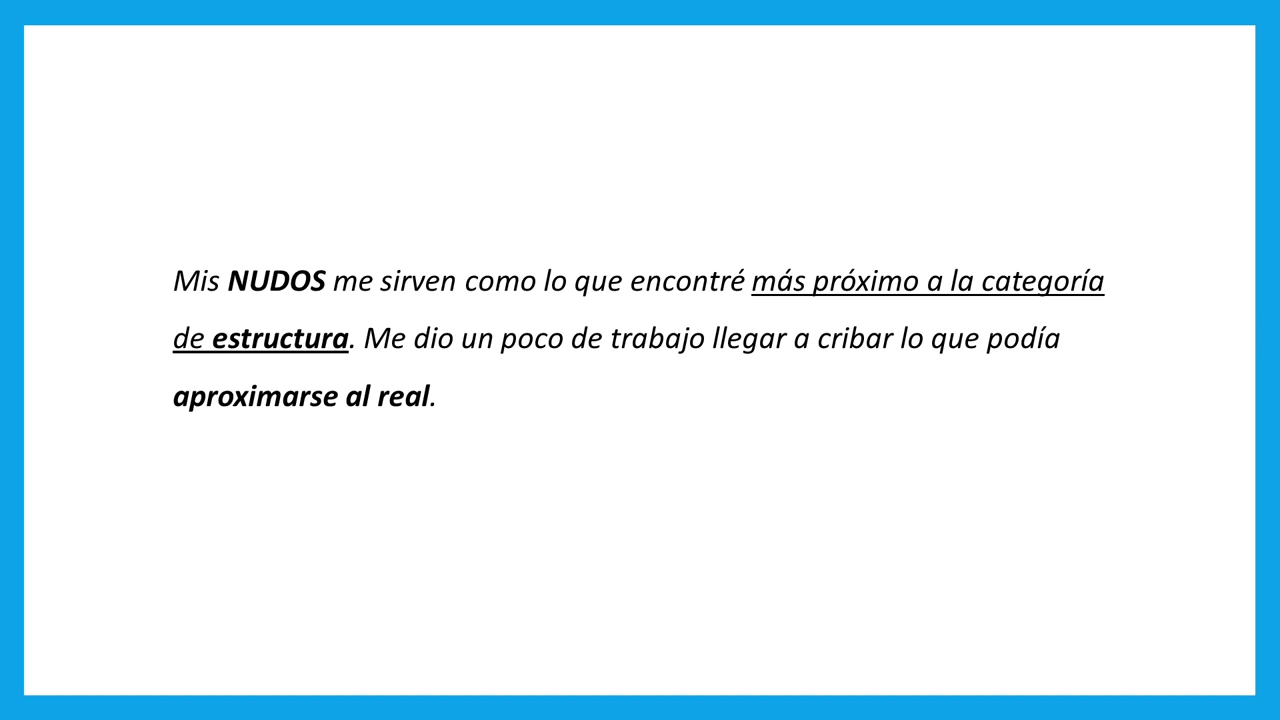 Mis NUDOS me sirven como lo que encontré más próximo a la categoría
de estructura. Me dio un poco de trabajo llegar a cribar lo que podía
aproximarse al real.